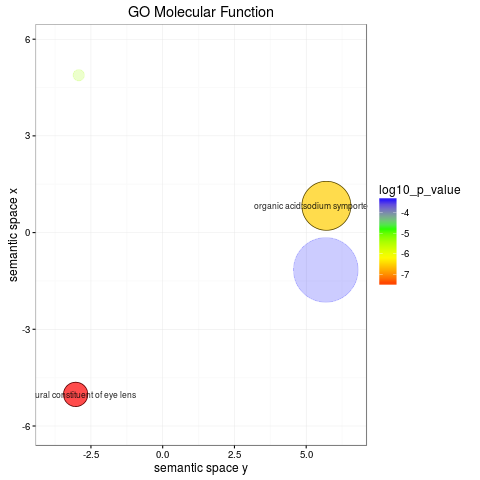 GO Molecular Function
6
3
0
-3
-6
semantic space x
organic acid:sodium symporte
ural constituent of eye lens
-2.5 0.0 2.5 5.0
semantic space y
log10_p_value
-4
-5
-6
-7